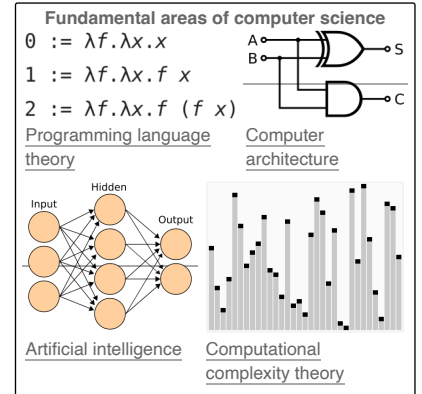 Fundamental areas of computer science
0 := λf.λx.x
1 := λf.λx.f x
2 := λf.λx.f (f x)
Programming language
theory
A
B
S
C
Computer
architecture
Input
Hidden
Output
Artificial intelligence
Computational
complexity theory